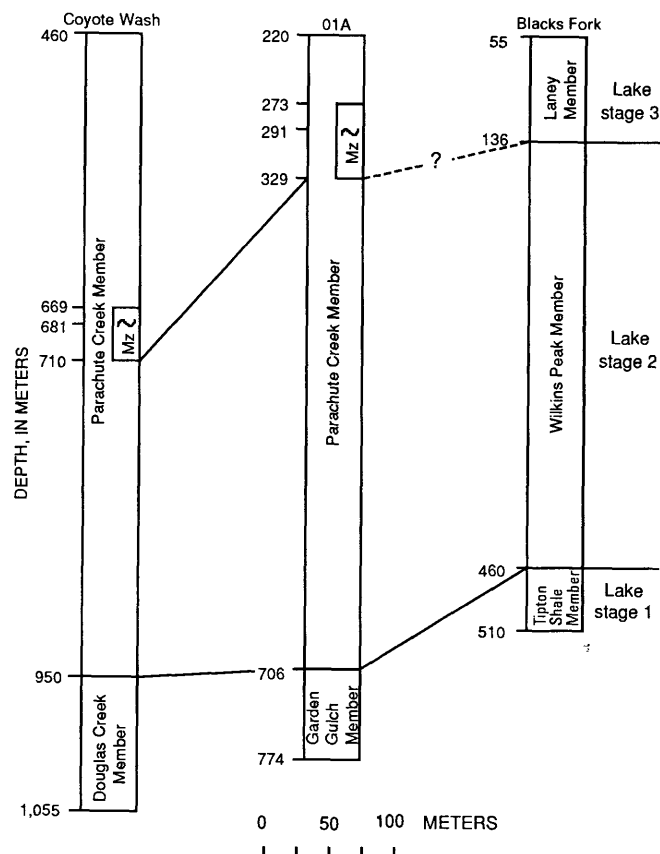 Coyote Wash
460
669
681
710
950
1,055
DEPTH, IN METERS
Parachute Creek Member
Mz
Douglas Creek
Member
01A
220
273
291
329
706
774
Mz
Parachute Creek Member
Garden
Gulch
Member
?
Blacks Fork
55
136
460
510
Laney
Member
Wilkins Peak Member
Tipton
Shale
Member
Lake
stage 3
Lake
stage 2
Lake
stage 1
0 50 100 METERS